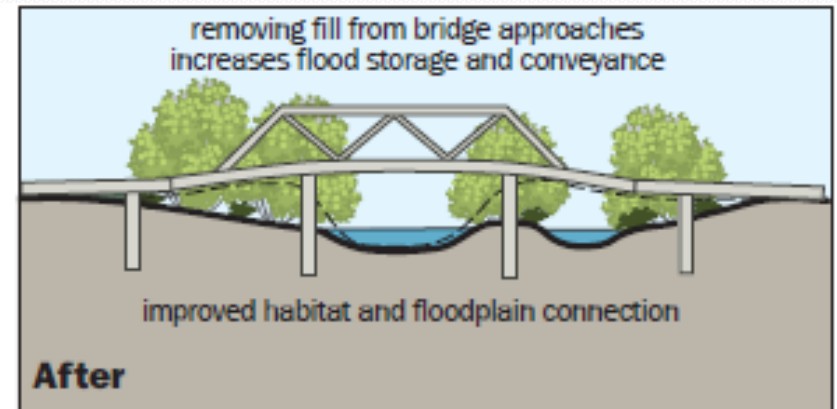 removing fill from bridge approaches
increases flood storage and conveyance
improved habitat and floodplain connection
After